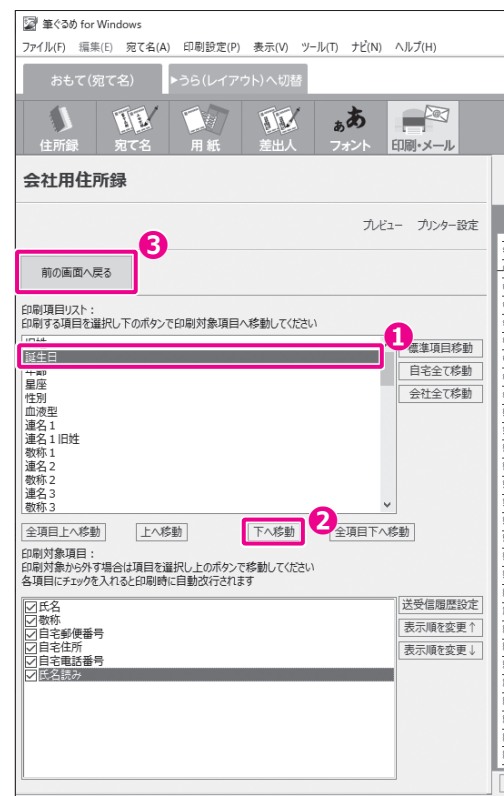 筆ぐるめ for Windows
ファイル(F) 編集(E) 宛て名(A) 印刷設定(P) 表示(V) ツール(T) ナビ(N) ヘルプ(H)
おもて(宛て名) ▶うら(レイアウト)へ切替
住所録 宛て名 用紙 差出人 フォント 印刷・メール
会社用住所録
プレビュー プリンター設定
3
前の画面へ戻る
印刷項目リスト：
印刷する項目を選択し下のボタンで印刷対象項目へ移動してください
1
誕生日
標準項目移動
自宅全て移動
星座
性別
会社全て移動
血液型
連名1
連名1旧姓
敬称1
連名2
敬称2
連名3
敬称3
2
全項目上へ移動 上へ移動 下へ移動 全項目下へ移動
印刷対象項目：
印刷対象から外す場合は項目を選択し上のボタンで移動してください
各項目にチェックを入れると印刷時に自動改行されます
氏名
敬称
自宅郵便番号
自宅住所
自宅電話番号
氏名読み
送受信履歴設定
表示順を変更↑
表示順を変更↓